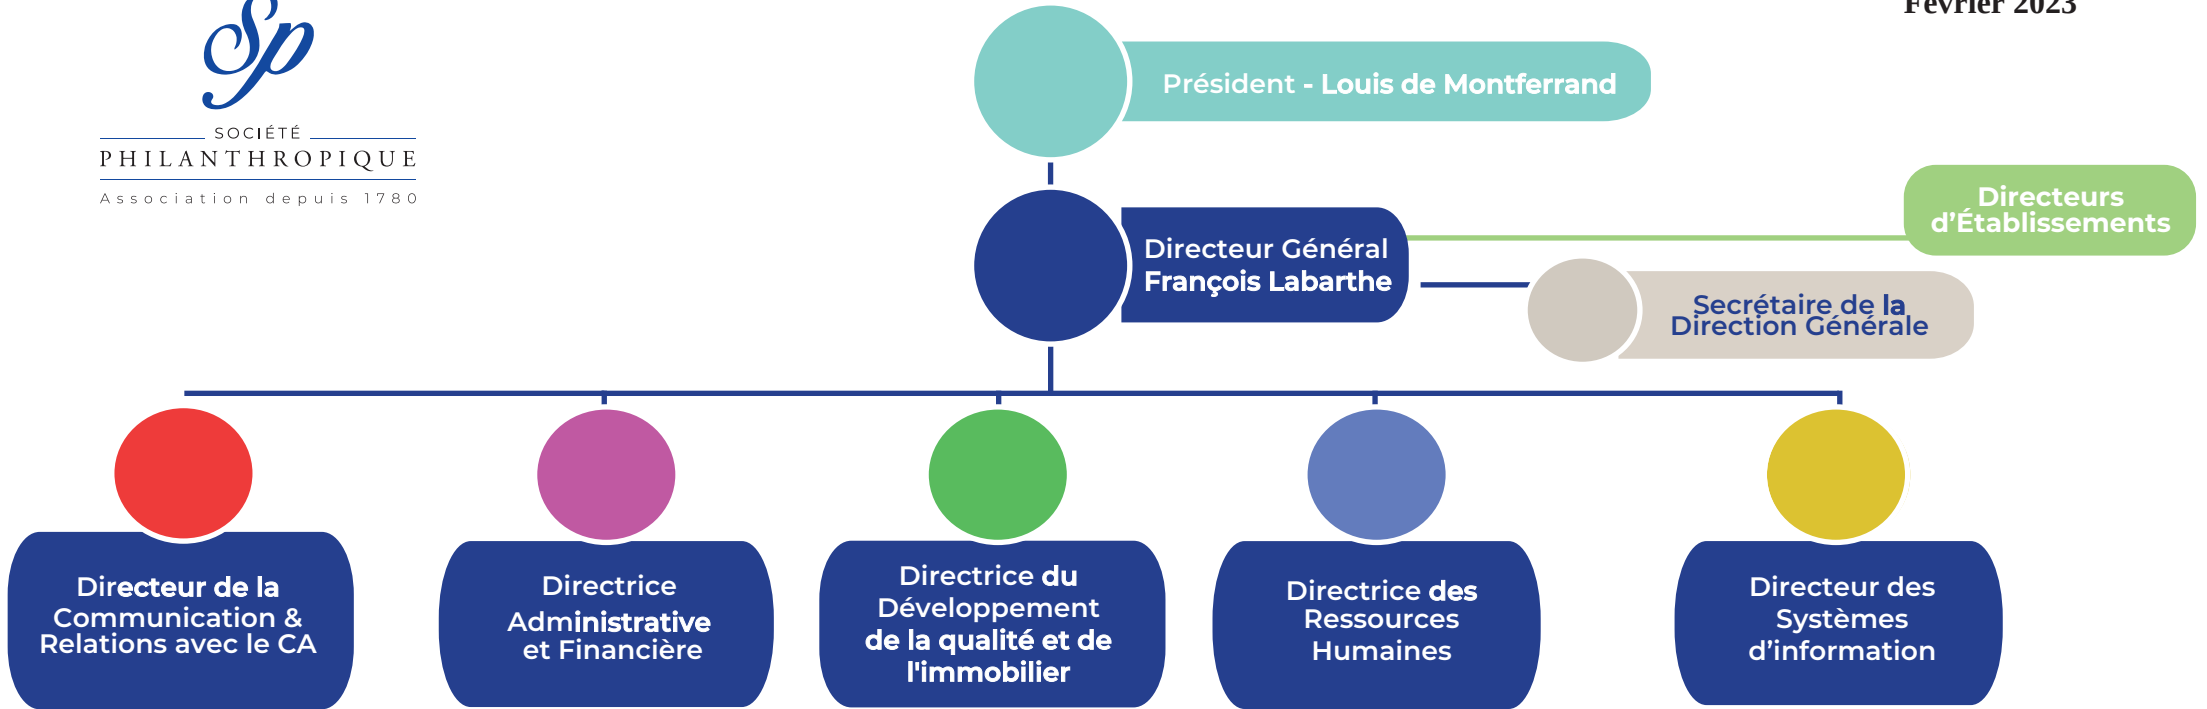 Février 2023
Sp
SOCIÉTÉ
PHILANTHROPIQUE
Association depuis 1780
Président - Louis de Montferrand
Directeur Général
François Labarthe
Directeurs
d’Établissements
Secrétaire de la
Direction Générale
Directeur de la
Communication &
Relations avec le CA
Directrice
Administrative
et Financière
Directrice du
Développement
de la qualité et de
l'immobilier
Directrice des
Ressources
Humaines
Directeur des
Systèmes
d’information